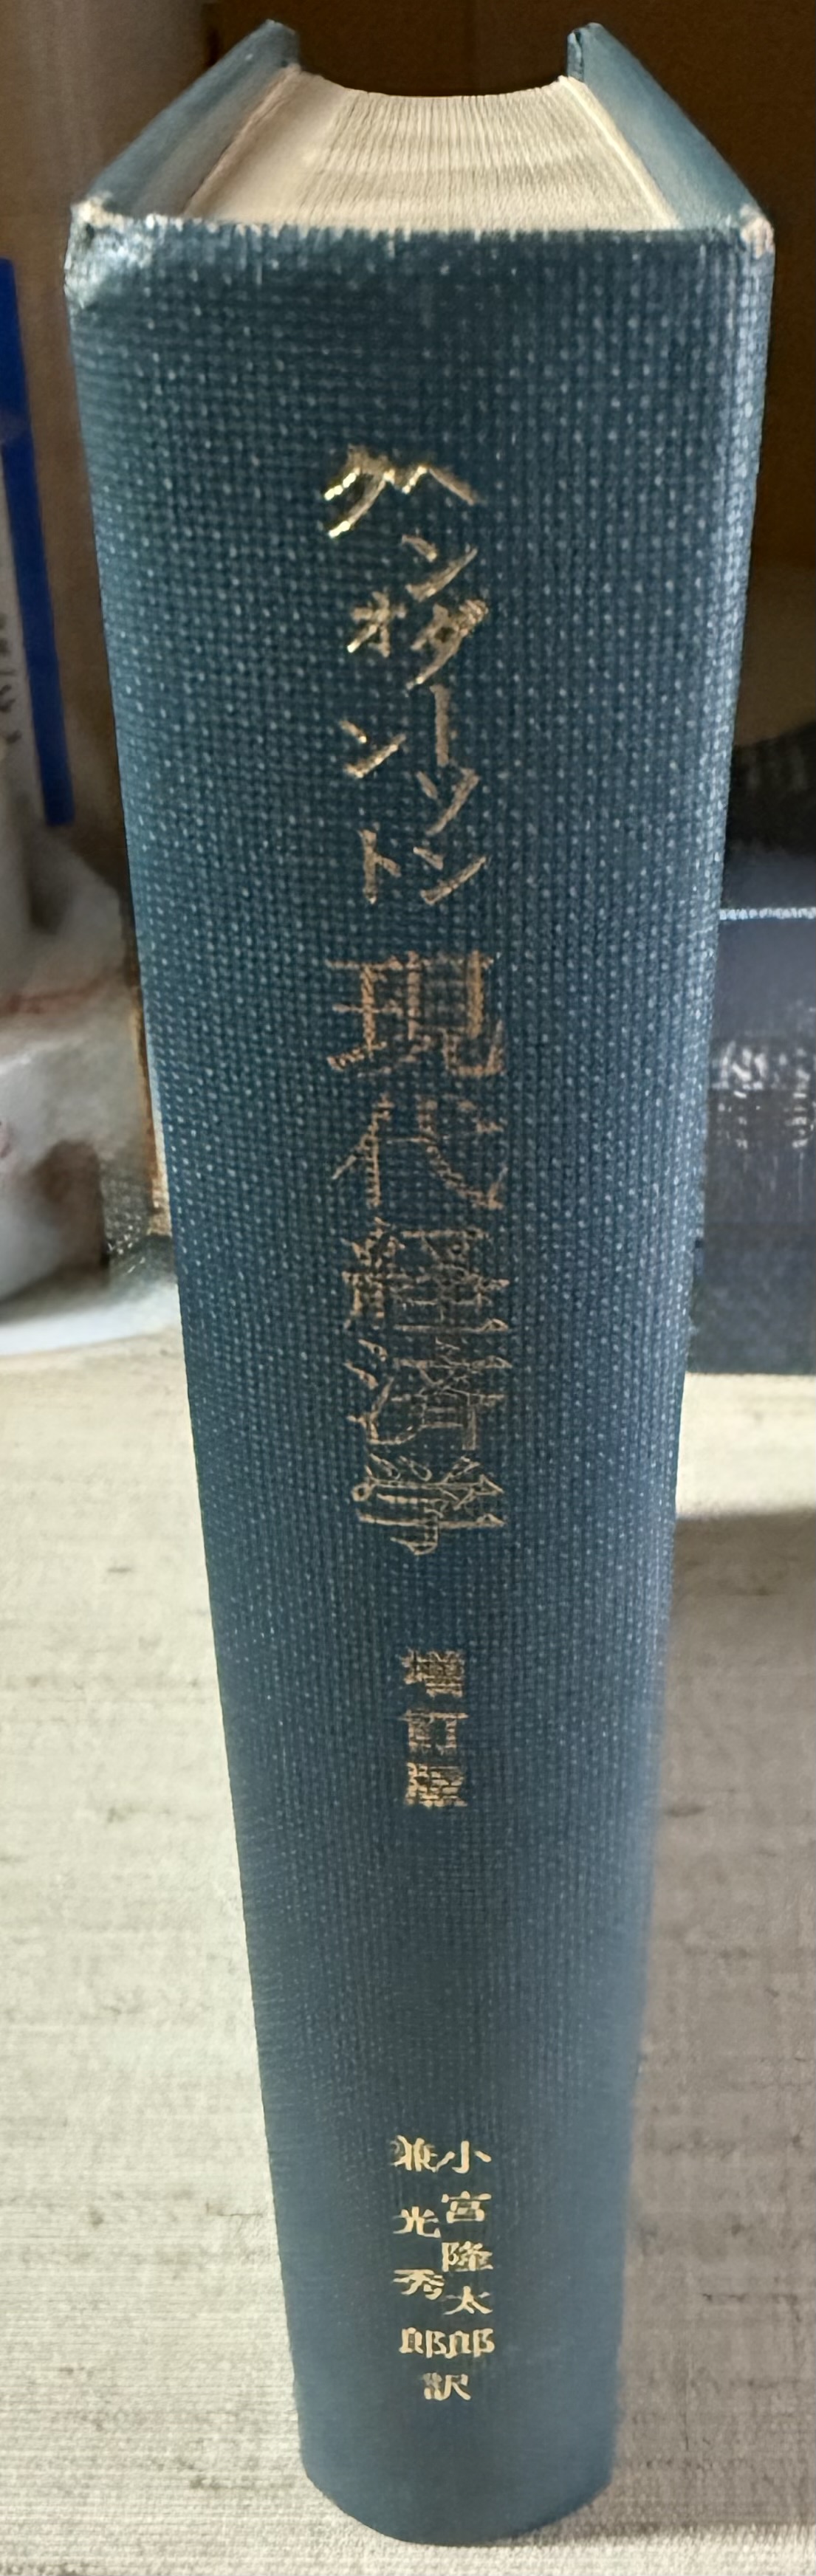 ヘンダーソン
クオント
現代経済学
増訂版
小宮隆太郎
兼光秀郎
訳